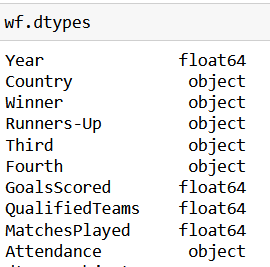 wf.dtypes
Year float64
Country object
Winner object
Runners-Up object
Third object
Fourth object
GoalsScored float64
QualifiedTeams float64
MatchesPlayed float64
Attendance object